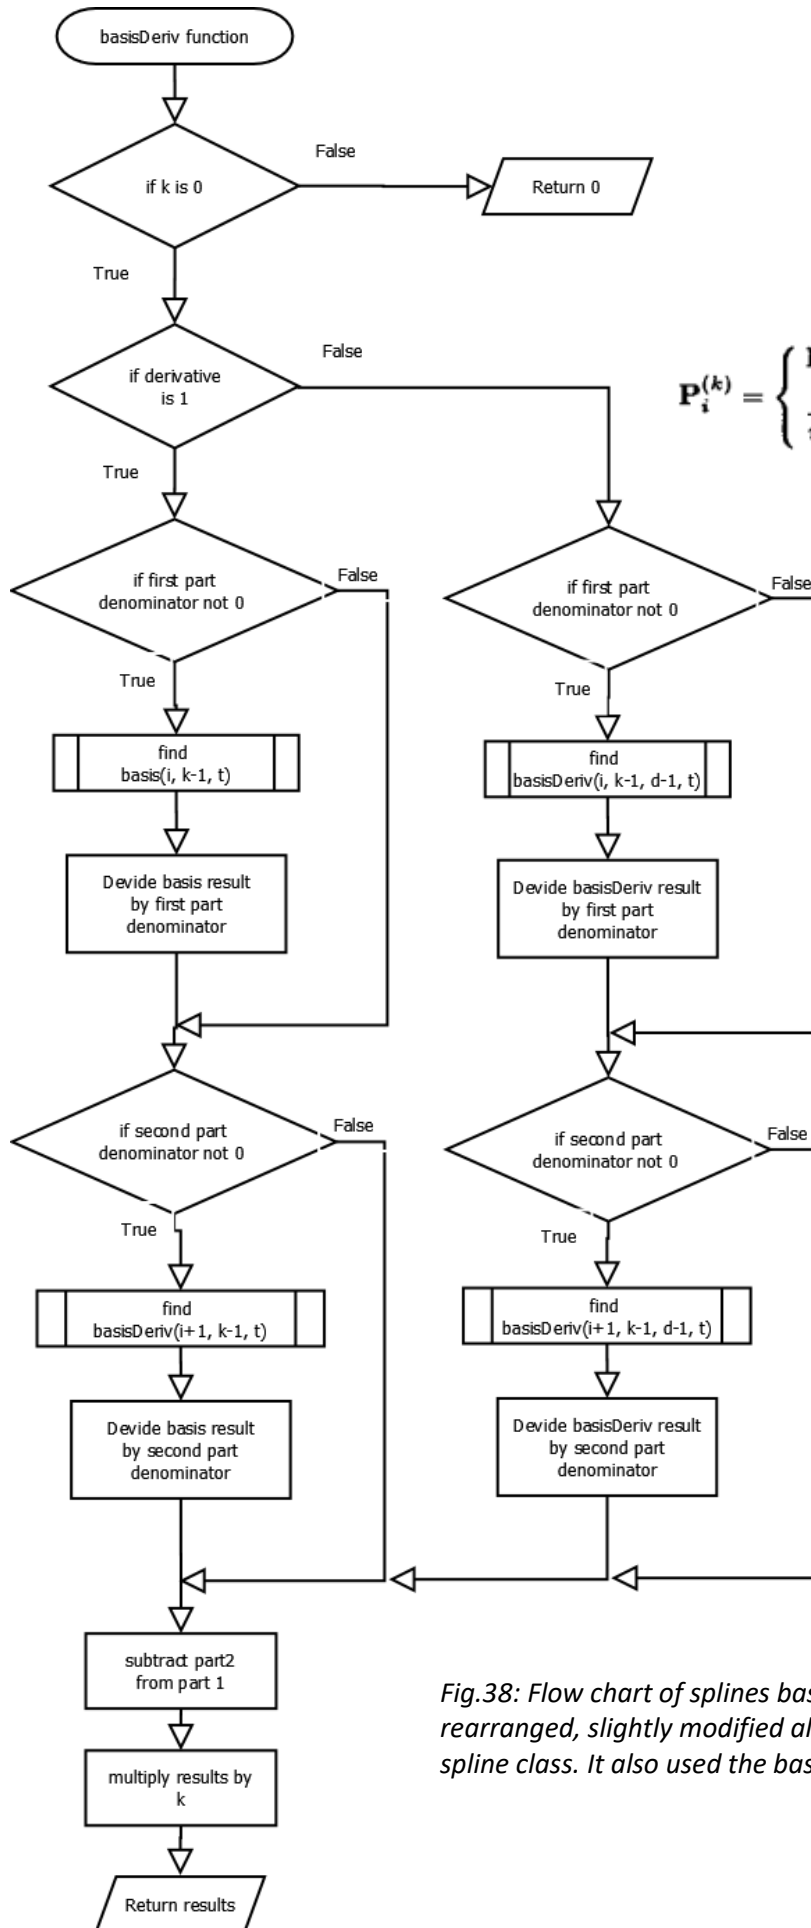 basisDeriv function
if k is 0
False
Return 0
True
if derivative
is 1
False
True
P_i^(k) = {
if first part
denominator not 0
False
True
find
basis(i, k-1, t)
Devide basis result
by first part
denominator
if second part
denominator not 0
False
True
find
basisDeriv(i+1, k-1, t)
Devide basis result
by second part
denominator
if first part
denominator not 0
False
True
find
basisDeriv(i, k-1, d-1, t)
Devide basisDeriv result
by first part
denominator
if second part
denominator not 0
False
True
find
basisDeriv(i+1, k-1, d-1, t)
Devide basisDeriv result
by second part
denominator
subtract part2
from part 1
multiply results by
k
Return results
Fig.38: Flow chart of splines bas
rearranged, slightly modified al
spline class. It also used the bas